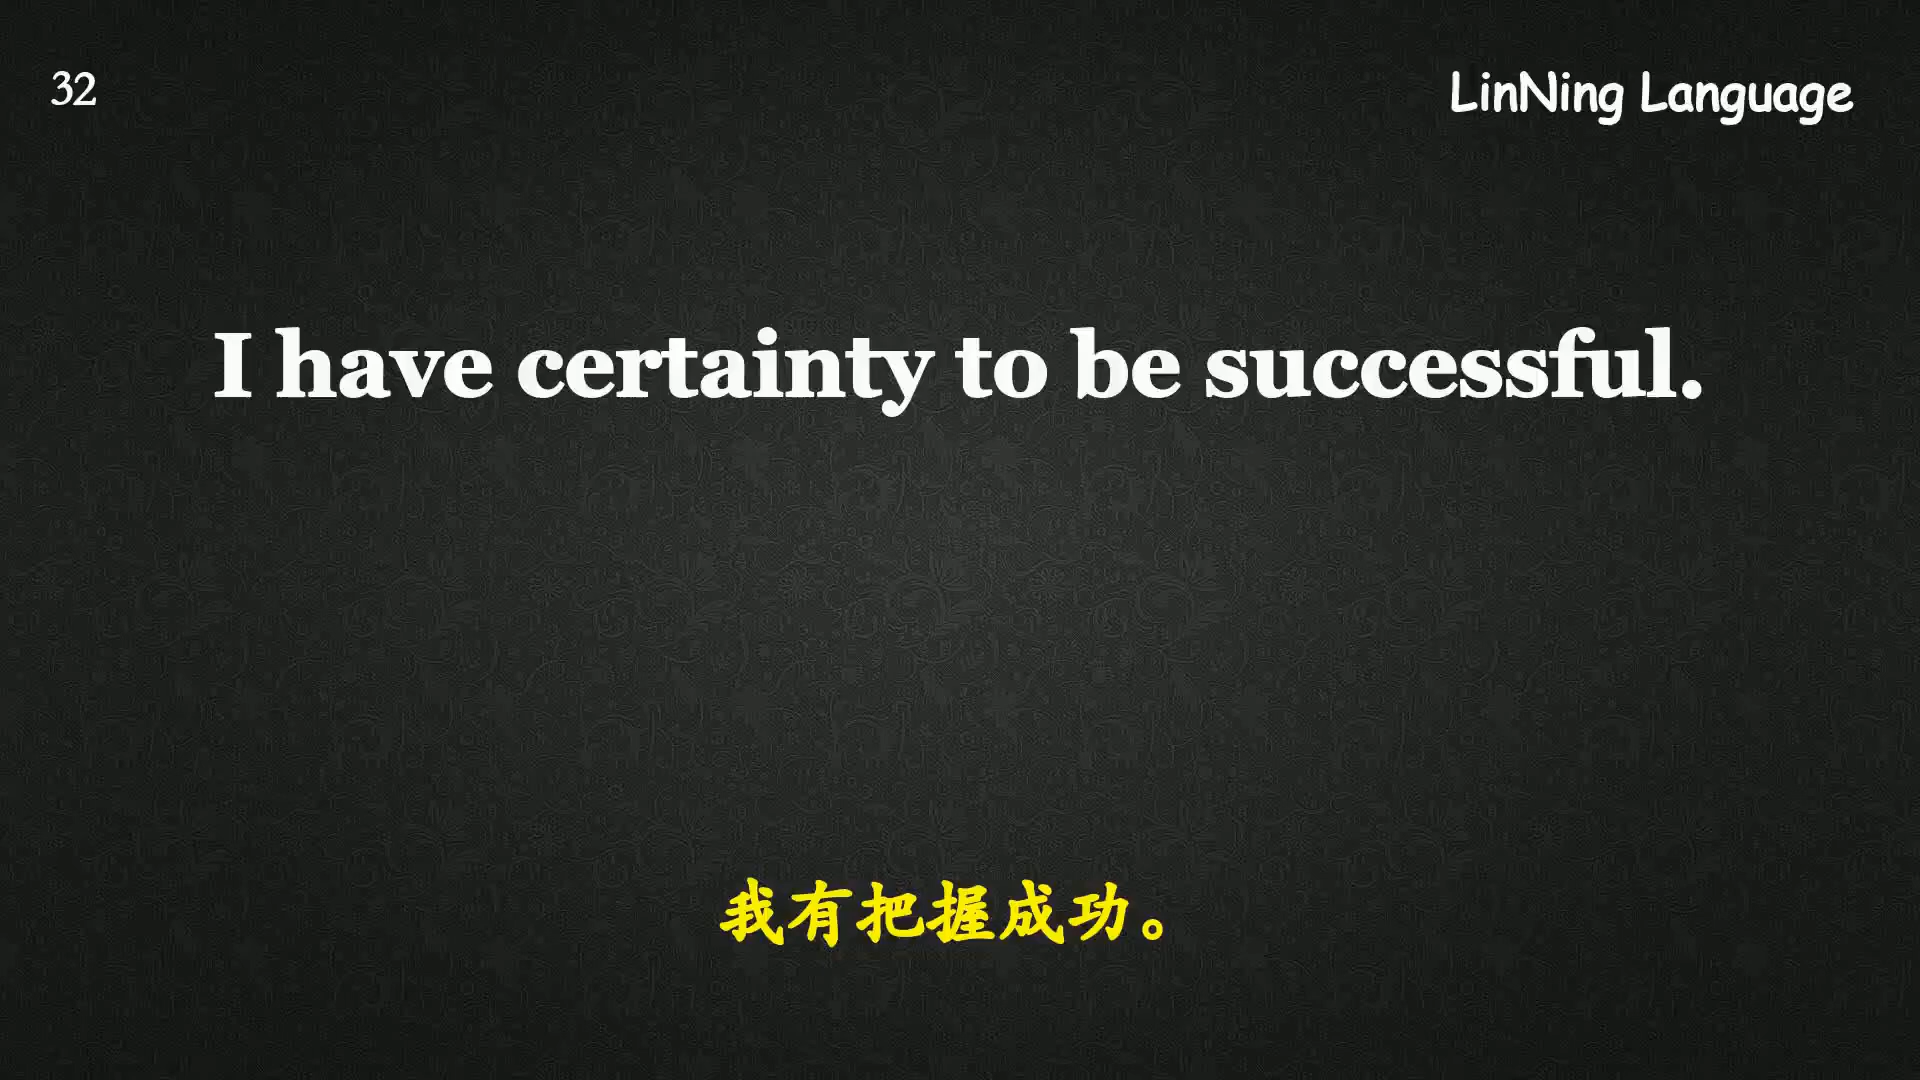 32
LinNing Language
I have certainty to be successful.
我有把握成功。